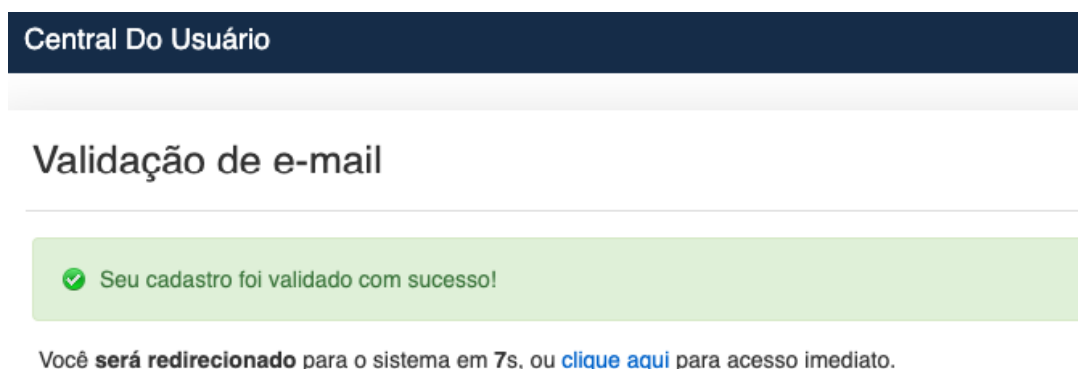 Central Do Usuário
Validação de e-mail
Seu cadastro foi validado com sucesso!
Você será redirecionado para o sistema em 7s, ou clique aqui para acesso imediato.